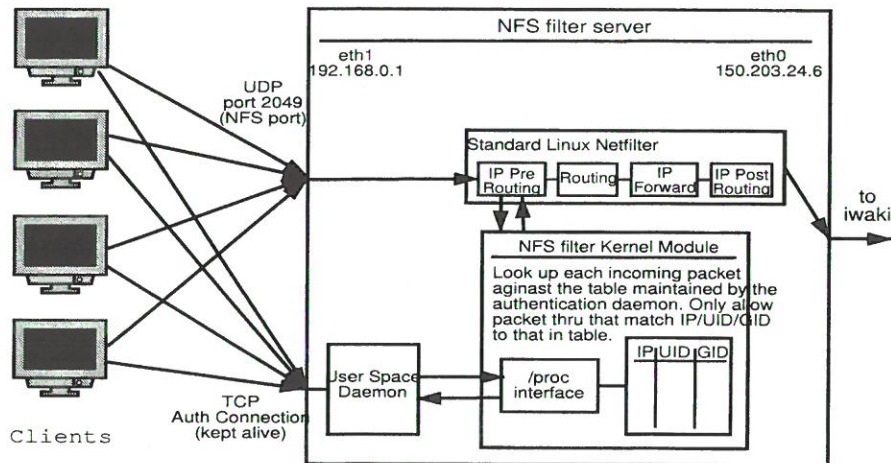 NFS filter server
eth1
192.168.0.1
eth0
150.203.24.6
UDP
port 2049
(NFS port)
Standard Linux Netfilter
IP Pre
Routing
Routing
IP
Forward
IP Post
Routing
to
iwaki
NFS filter Kernel Module
Look up each incoming packet
aginast the table maintained by the
authentication daemon. Only allow
packet thru that match IP/UID/GID
to that in table.
IP UID GID
User Space
Daemon
/proc
interface
TCP
Auth Connection
(kept alive)
Clients